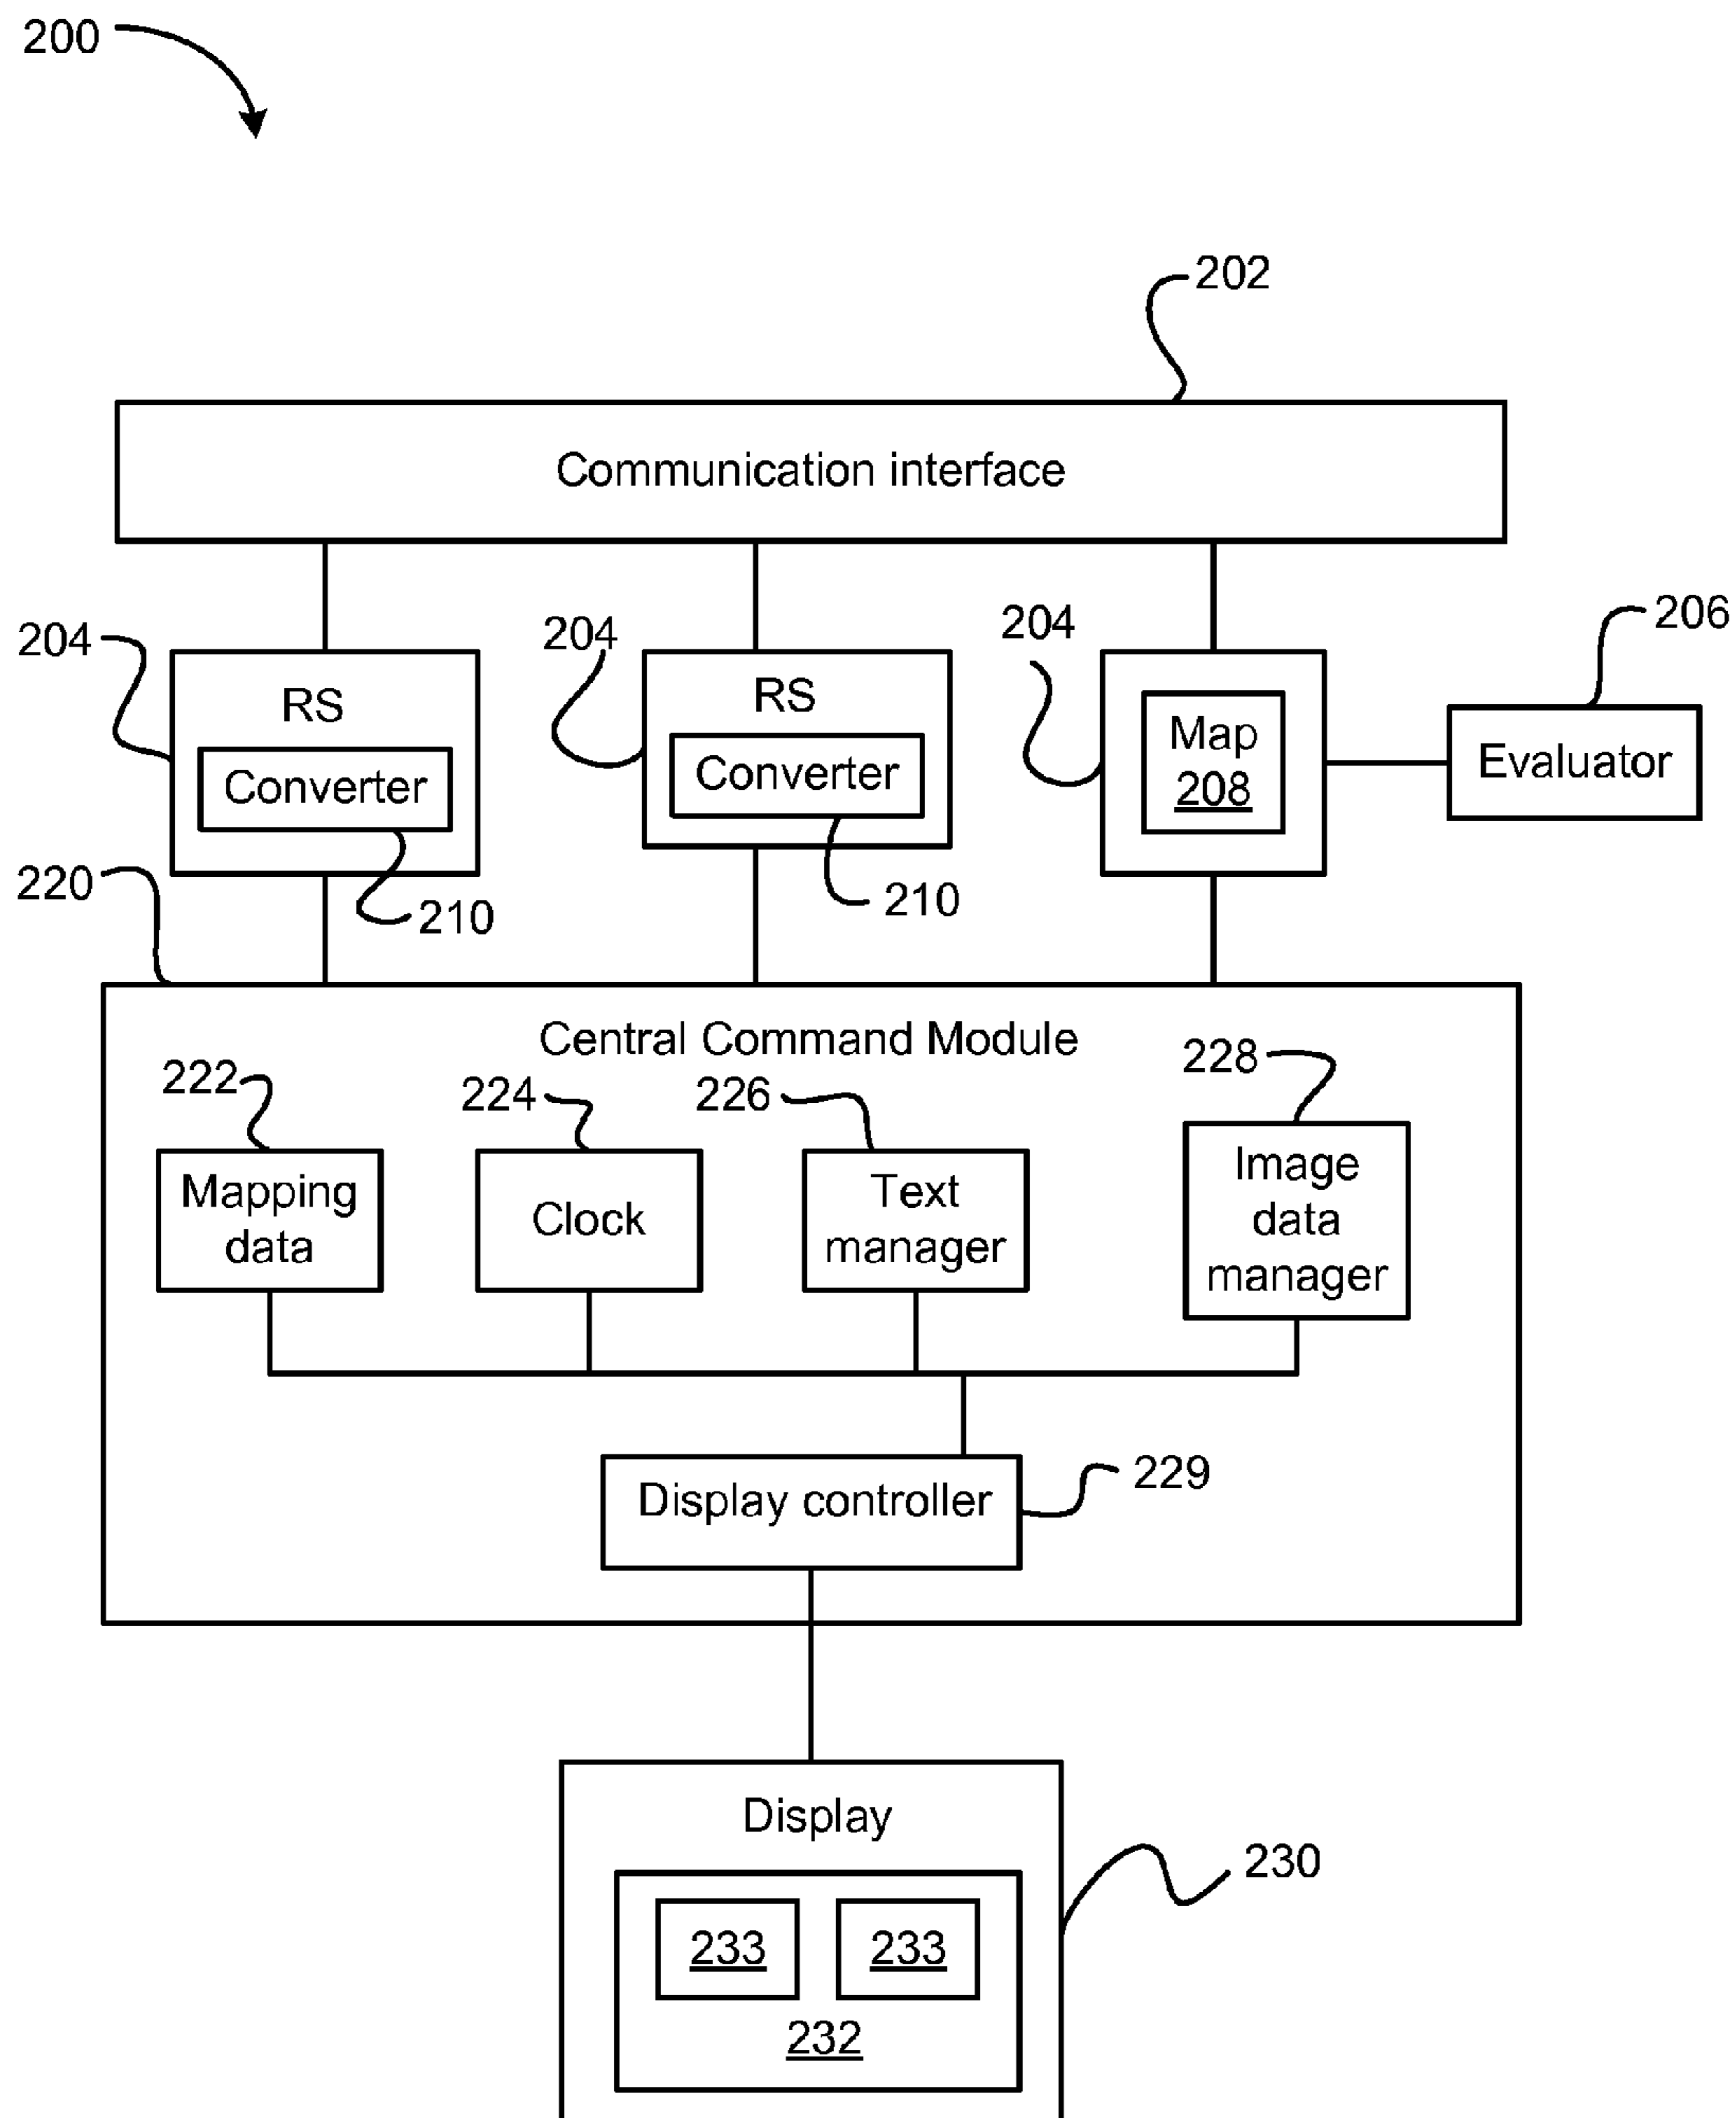 200
202
Communication interface
204
204
204
206
RS
RS
Map
208
Evaluator
Converter
Converter
220
210
210
Central Command Module
222
224
226
228
Mapping
data
Clock
Text
manager
Image
data
manager
Display controller
229
Display
230
233
233
232